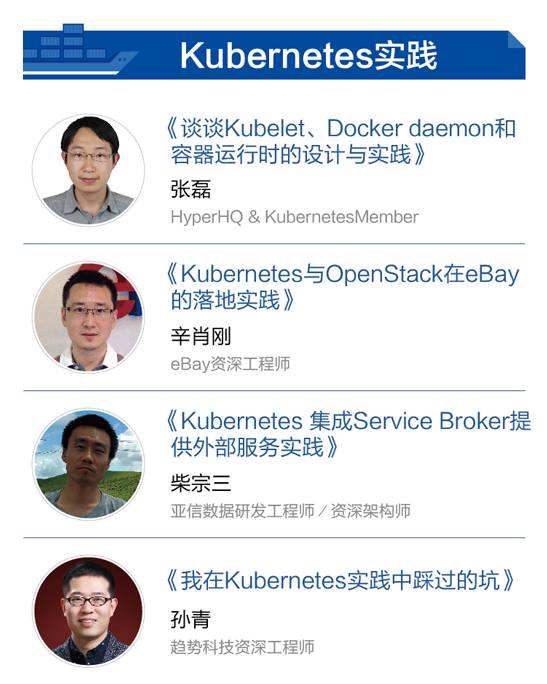 Kubernetes实践
《谈谈Kubelet、Docker daemon和
容器运行时的设计与实践》
张磊
HyperHQ & KubernetesMember
《Kubernetes与OpenStack在eBay
的落地实践》
辛肖刚
eBay资深工程师
《Kubernetes 集成Service Broker提
供外部服务实践》
柴宗三
亚信数据研发工程师／资深架构师
《我在Kubernetes实践中踩过的坑》
孙青
趋势科技资深工程师